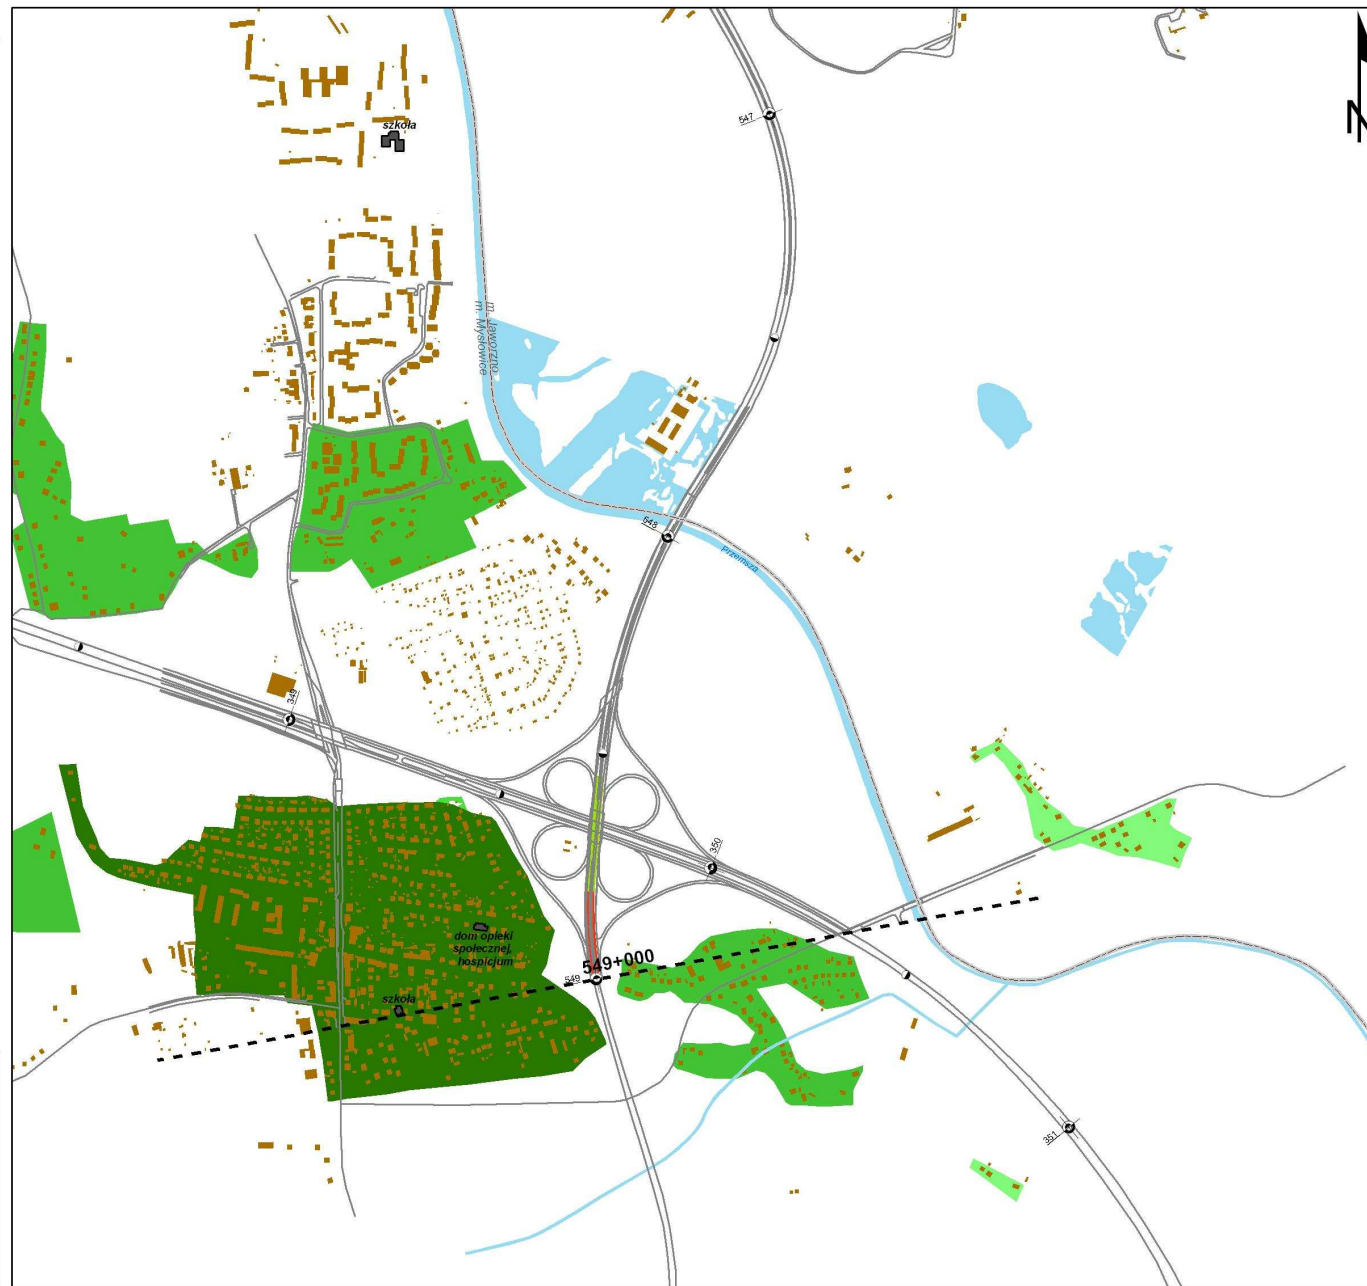 szkoła
547
N
m. Jaworzno
m. Mysłowice
548
Przemsza
349
350
dom opieki
społecznej,
hospicjum
549+000
549
szkoła
351